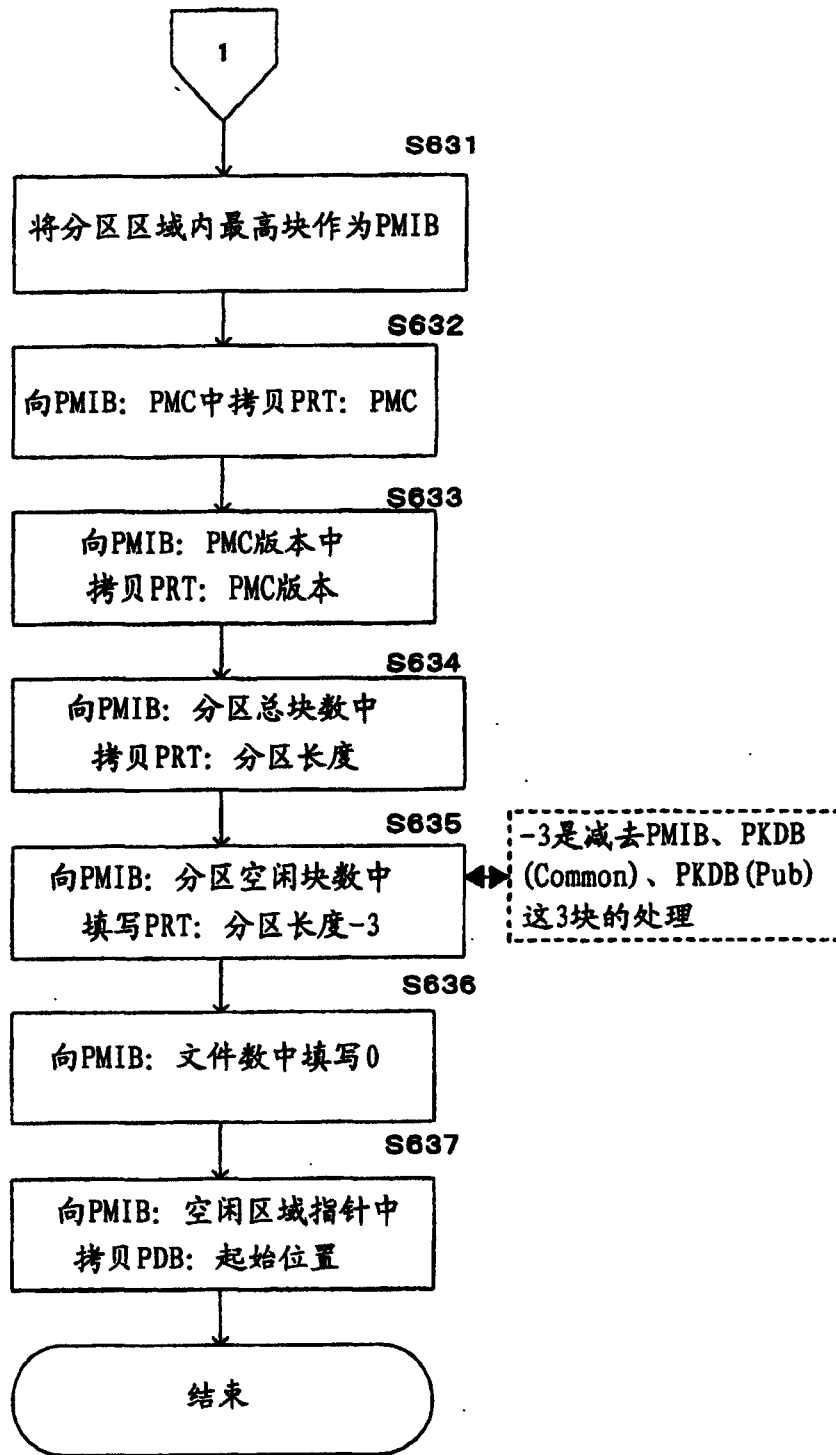 1
S631
将分区区域内最高块作为PMIB
S632
向PMIB: PMC中拷贝PRT: PMC
S633
向PMIB: PMC版本中
拷贝PRT: PMC版本
S634
向PMIB: 分区总块数中
拷贝PRT: 分区长度
S635
向PMIB: 分区空闲块数中
填写PRT: 分区长度-3
-3是减去PMIB、PKDB
(Common)、PKDB(Pub)
这3块的处理
S636
向PMIB: 文件数中填写0
S637
向PMIB: 空闲区域指针中
拷贝PDB: 起始位置
结束